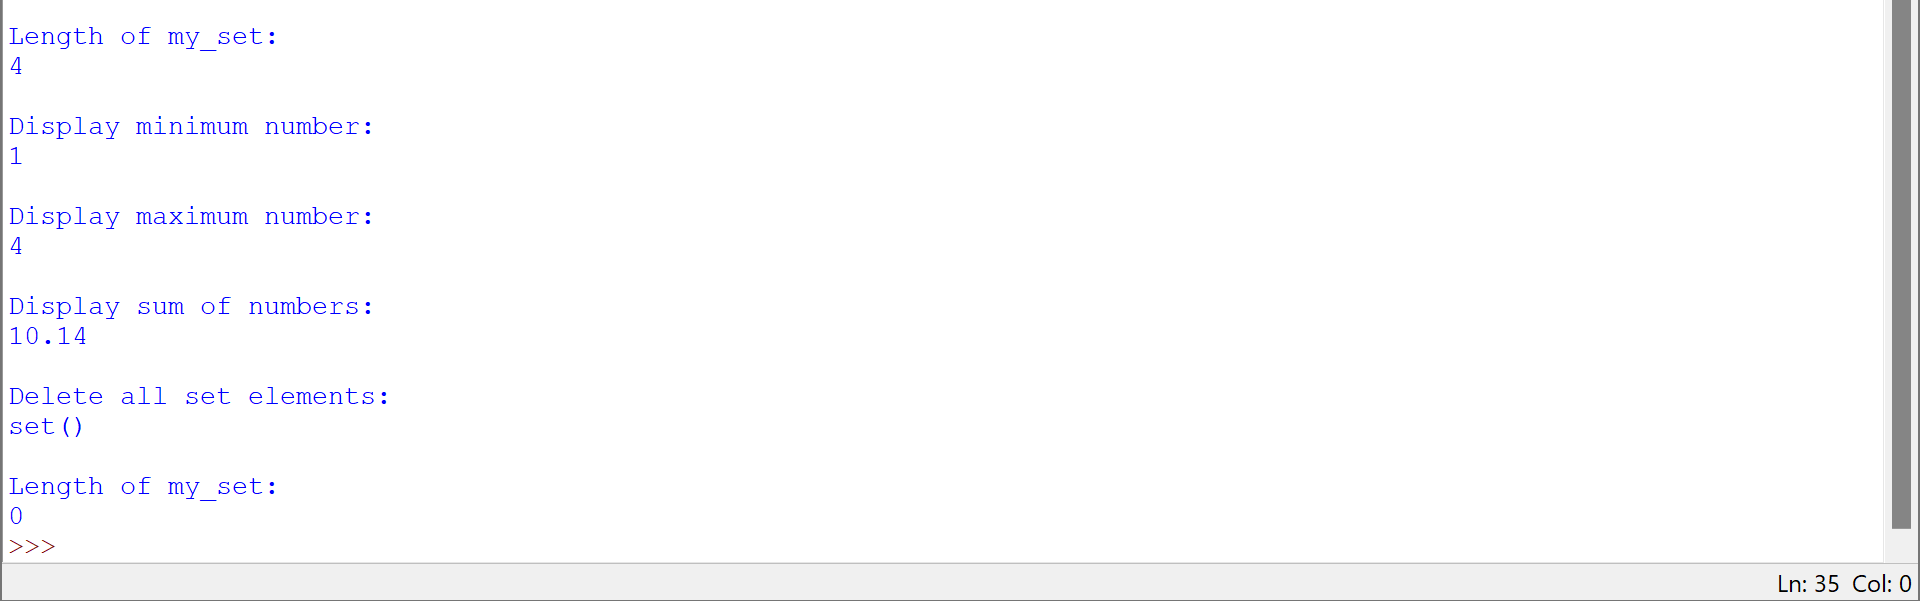 Length of my_set:
4
Display minimum number:
1
Display maximum number:
4
Display sum of numbers:
10.14
Delete all set elements:
set()
Length of my_set:
0
>>>
Ln: 35 Col: 0